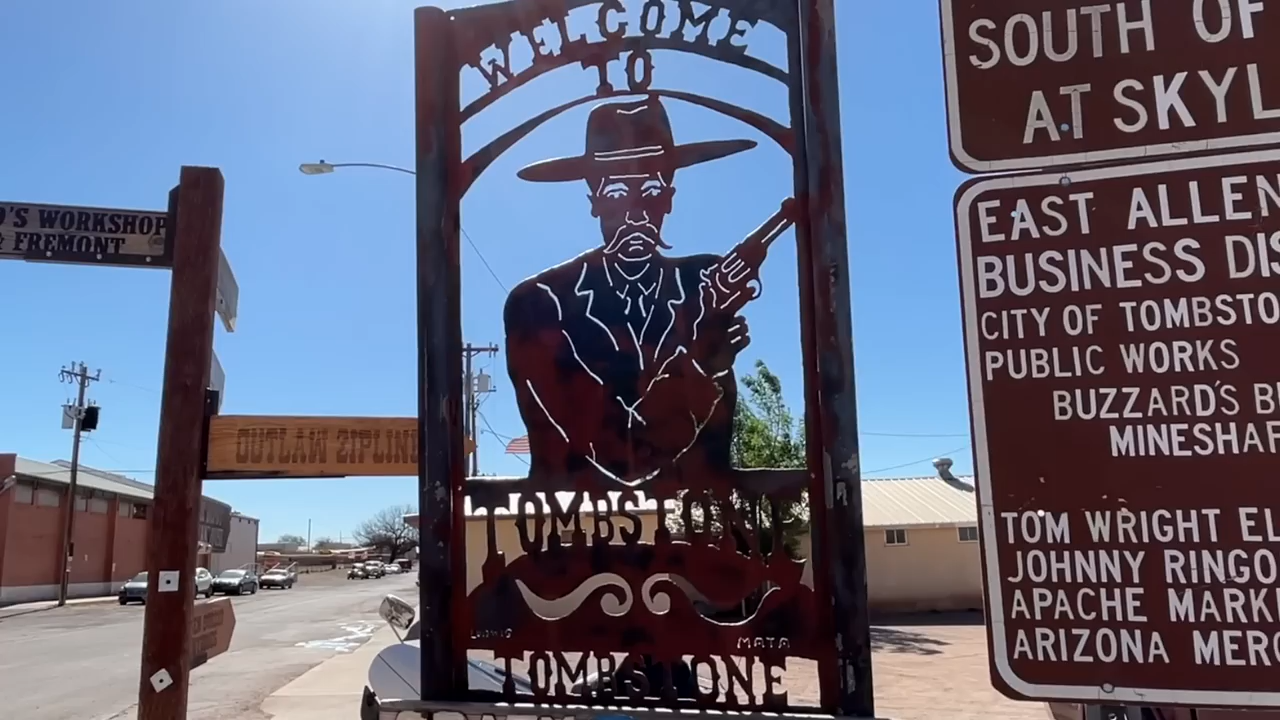 WELCOME
TO
TOMBSTONE
LUDWIG
MATA
TOMBSTONE
'S WORKSHOP
& FREMONT
OUTLAW ZIPLINE
SOUTH OF
AT SKYL
EAST ALLEN
BUSINESS DIS
CITY OF TOMBSTO
PUBLIC WORKS
BUZZARD'S B
MINESHAF
TOM WRIGHT EL
JOHNNY RINGO
APACHE MARK
ARIZONA MERC